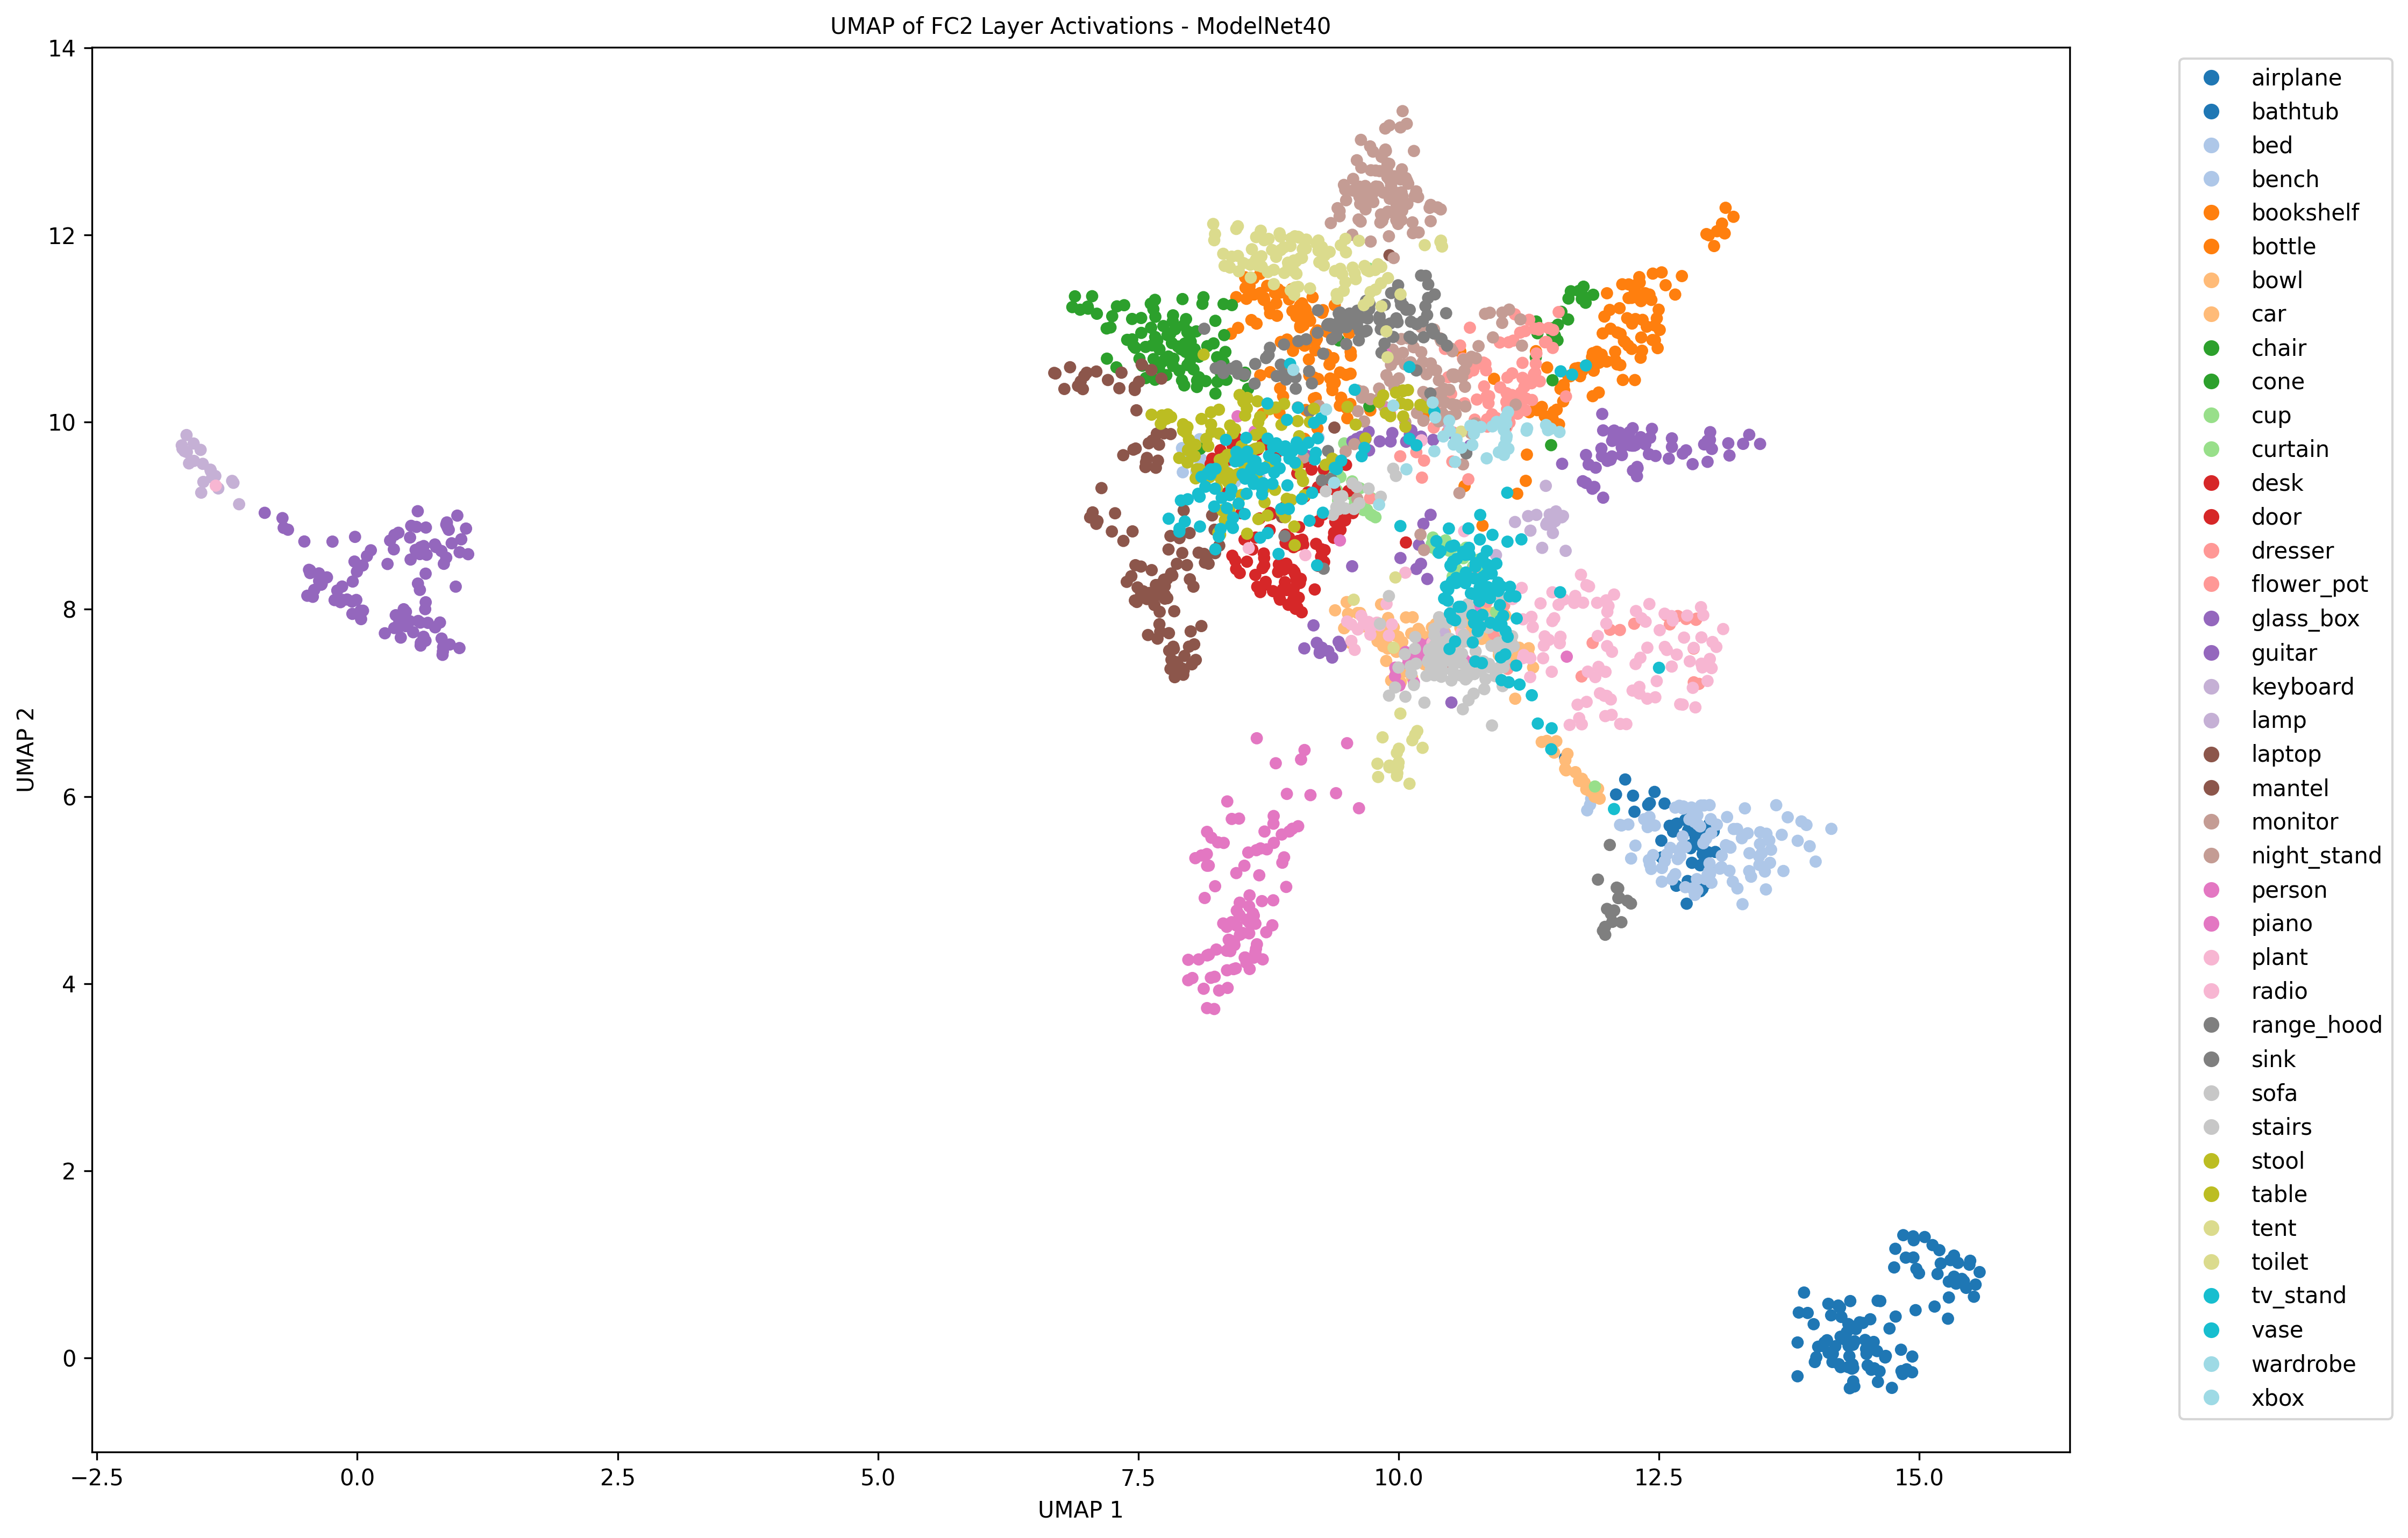 UMAP of FC2 Layer Activations - ModelNet40
14
12
10
8
6
4
2
0
UMAP 2
−2.5
0.0
2.5
5.0
7.5
10.0
12.5
15.0
UMAP 1
airplane
bathtub
bed
bench
bookshelf
bottle
bowl
car
chair
cone
cup
curtain
desk
door
dresser
flower_pot
glass_box
guitar
keyboard
lamp
laptop
mantel
monitor
night_stand
person
piano
plant
radio
range_hood
sink
sofa
stairs
stool
table
tent
toilet
tv_stand
vase
wardrobe
xbox